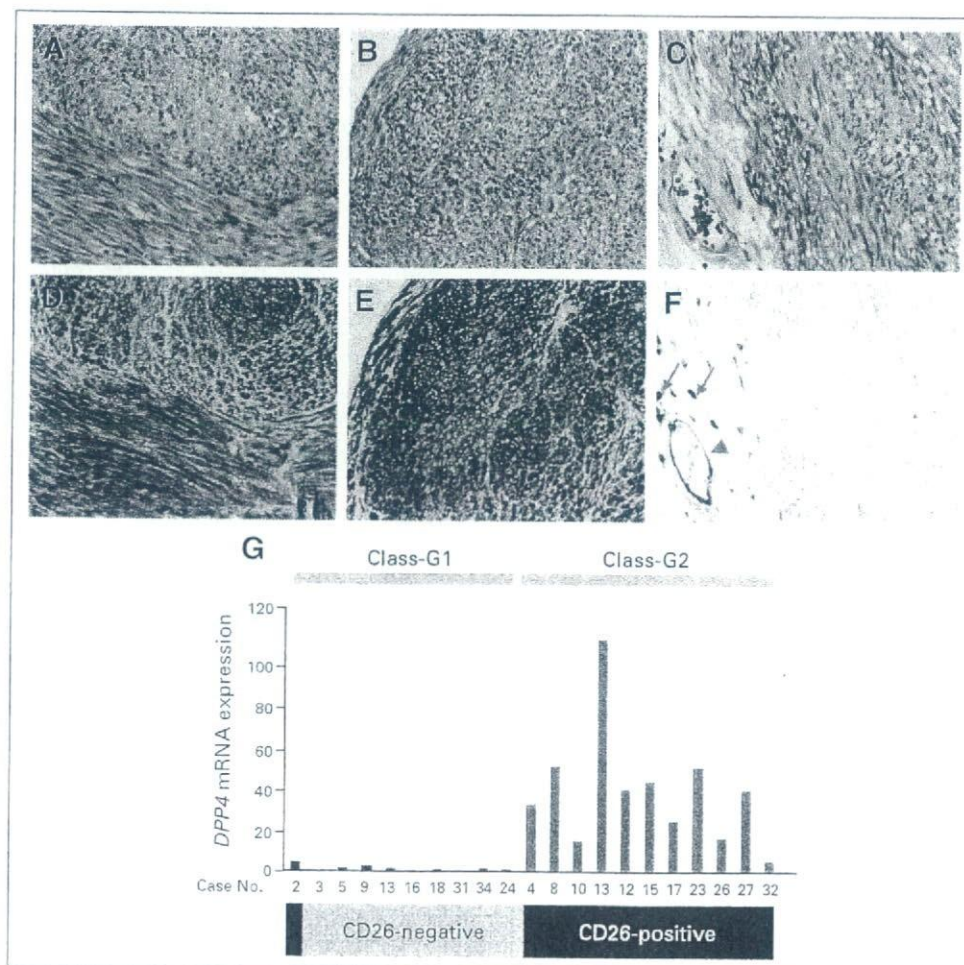 A
B
C
D
E
F
G
Class-G1
Class-G2
120
100
80
60
40
20
0
DPP4 mRNA expression
Case No. 2 3 5 9 13 16 18 31 34 24 4 8 10 13 12 15 17 23 26 27 32
CD26-negative
CD26-positive